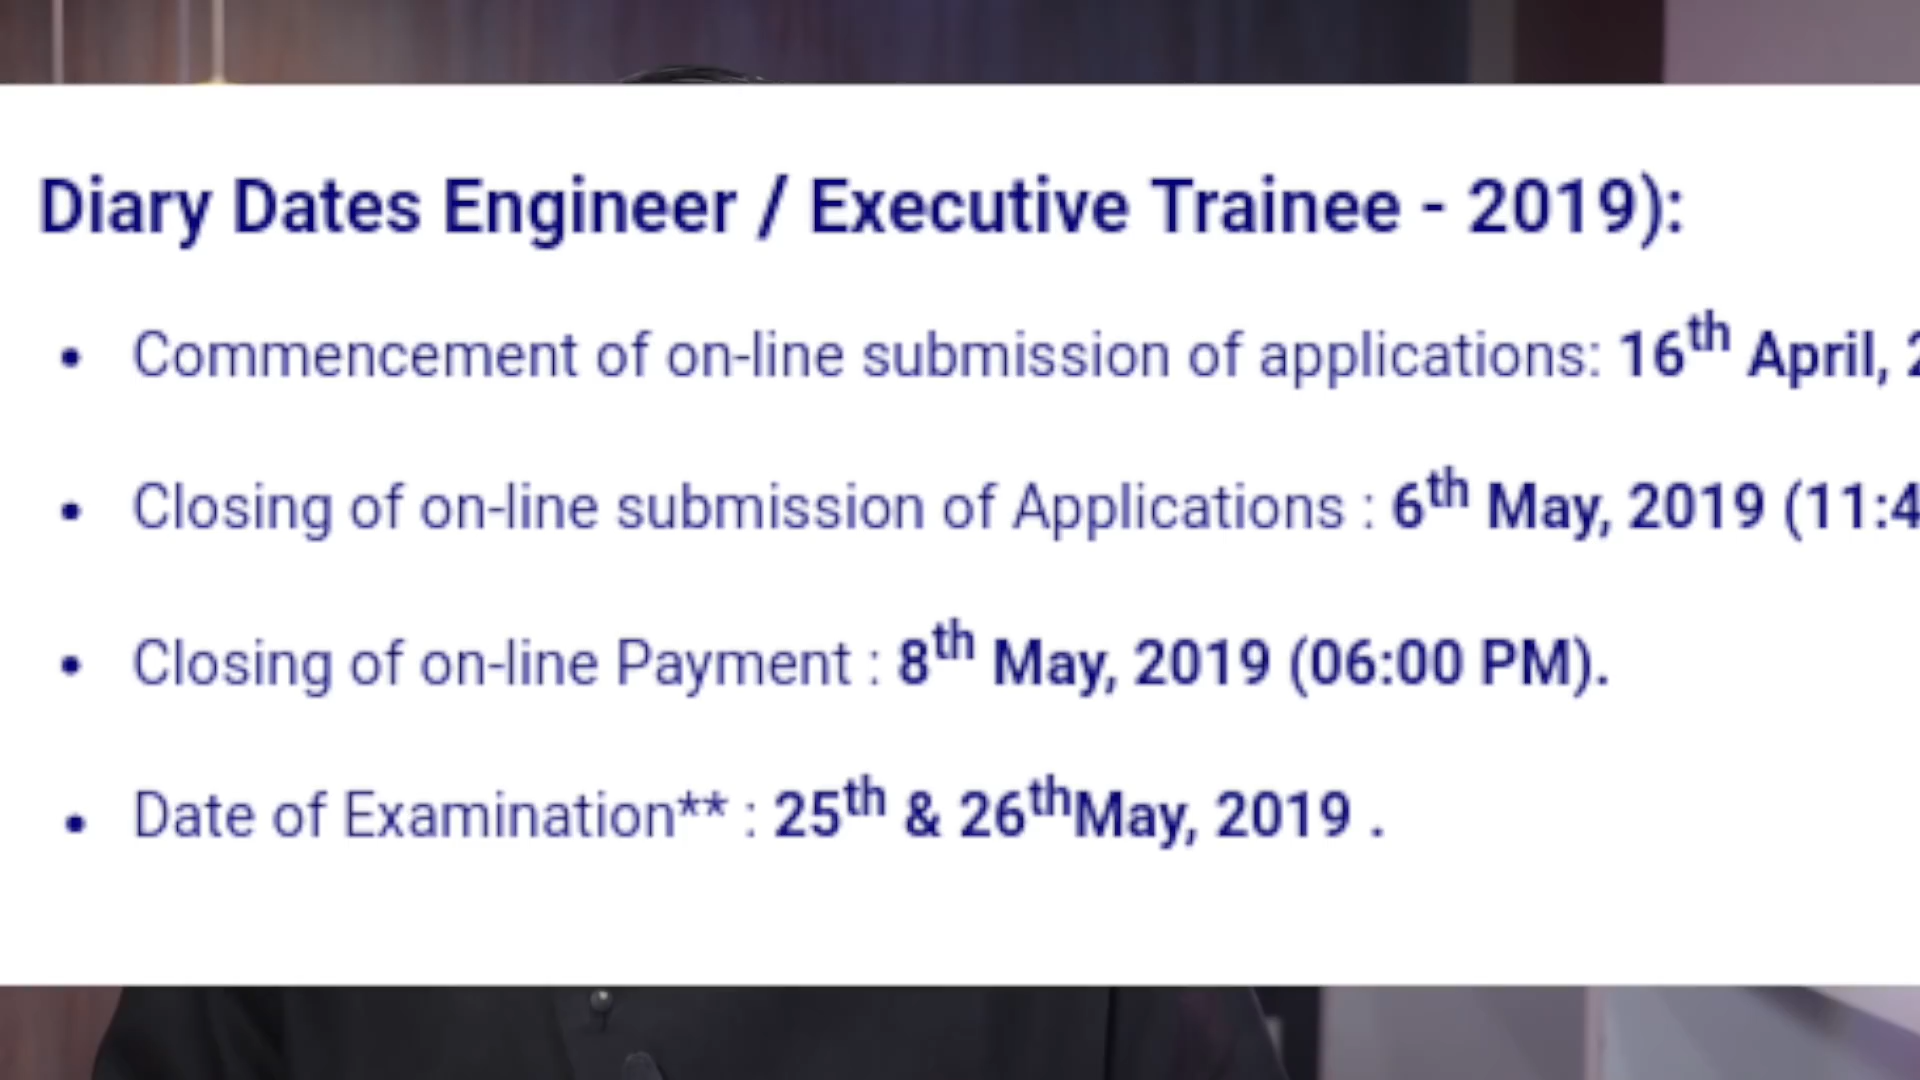 Diary Dates Engineer / Executive Trainee - 2019):
• Commencement of on-line submission of applications: 16th April,
• Closing of on-line submission of Applications : 6th May, 2019 (11:4
• Closing of on-line Payment : 8th May, 2019 (06:00 PM).
• Date of Examination** : 25th & 26thMay, 2019 .